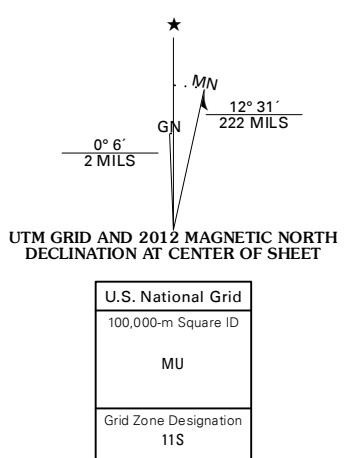 ★
MN
12° 31´
222 MILS
GN
0° 6´
2 MILS
UTM GRID AND 2012 MAGNETIC NORTH
DECLINATION AT CENTER OF SHEET
U.S. National Grid
100,000-m Square ID
MU
Grid Zone Designation
11S